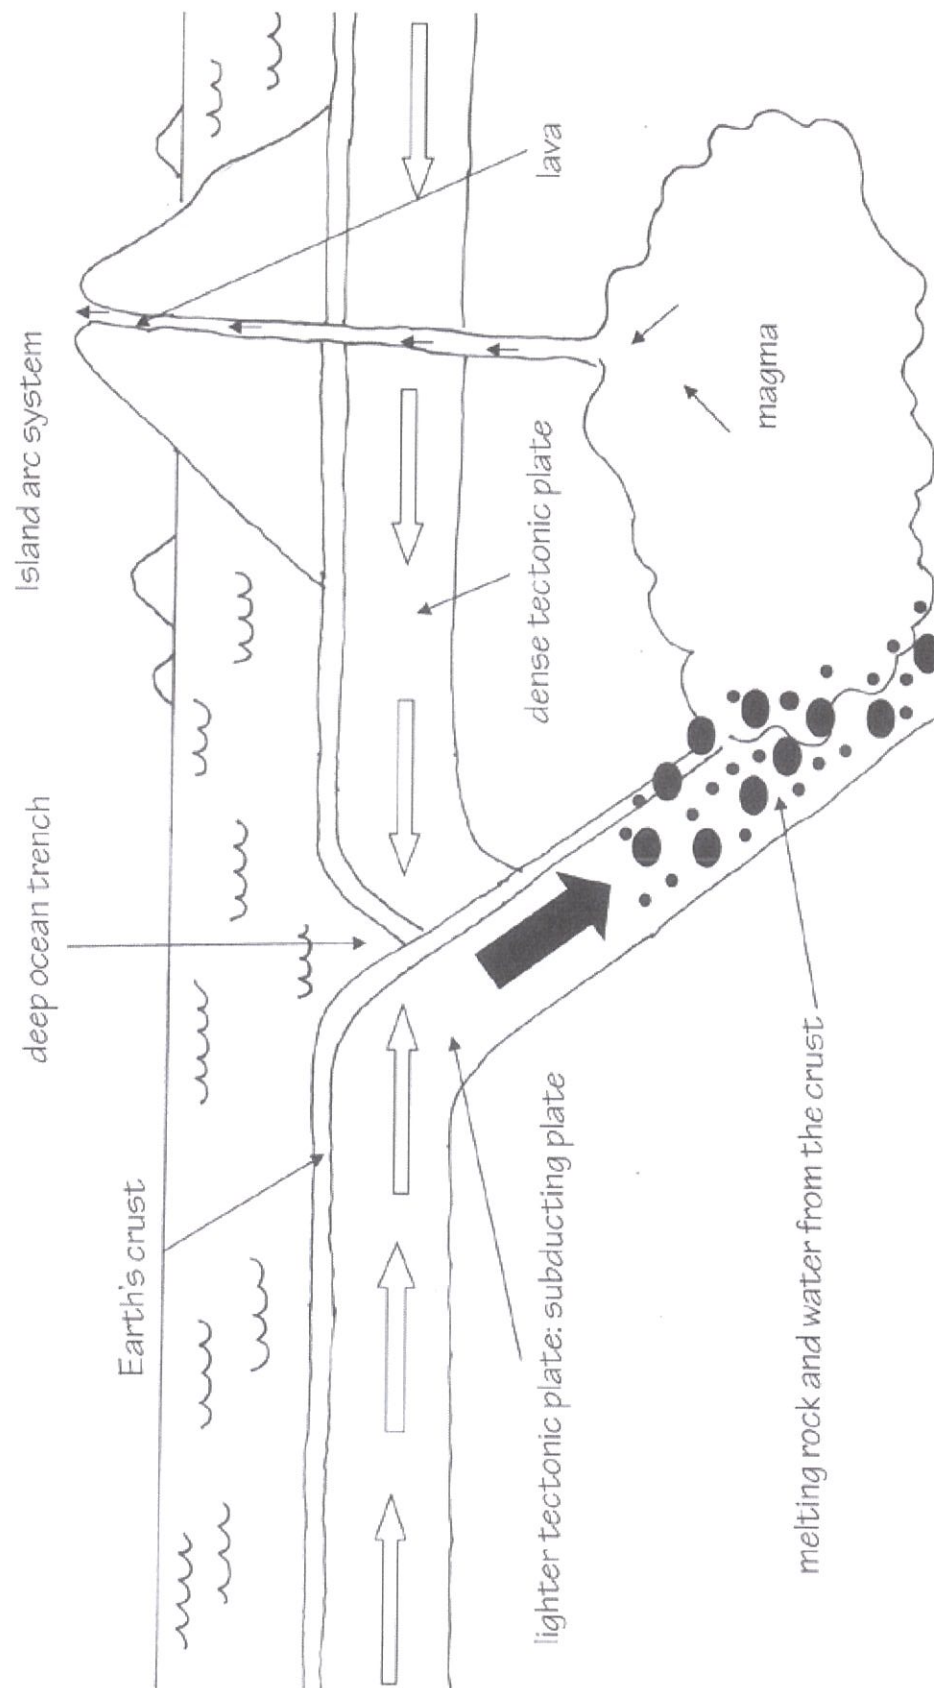 Island arc system
deep ocean trench
Earth's crust
lava
dense tectonic plate
magma
lighter tectonic plate: subducting plate
melting rock and water from the crust